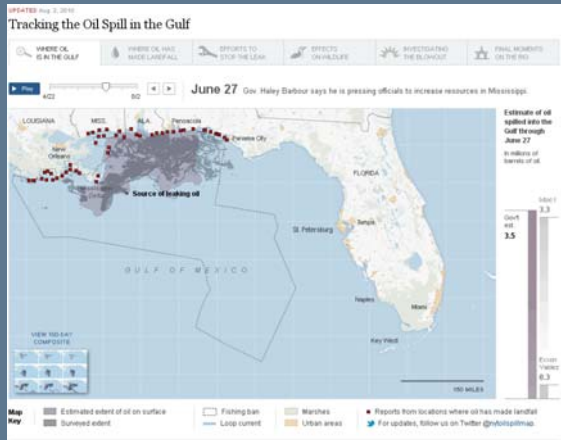 UPDATED Aug. 2, 2010
Tracking the Oil Spill in the Gulf
WHERE OIL IS IN THE GULF
WHERE OIL HAS MADE LANDFALL
EFFORTS TO STOP THE LEAK
EFFECTS ON WILDLIFE
INVESTIGATING THE BLOWOUT
FINAL MOMENTS ON THE RIG
Play
4/22
8/2
June 27 Gov. Haley Barbour says he is pressing officials to increase resources in Mississippi.
LOUISIANA
MISS.
ALA.
Pensacola
Panama City
New Orleans
Source of leaking oil
FLORIDA
St. Petersburg
Tampa
GULF OF MEXICO
Naples
Miami
Key West
150 MILES
VIEW 100-DAY COMPOSITE
Estimate of oil spilled into the Gulf through June 27
In millions of barrels of oil
Gov't est.
3.5
3.3
Exxon Valdez
0.3
Map Key
Estimated extent of oil on surface
Surveyed extent
Fishing ban
Loop current
Marshes
Urban areas
Reports from locations where oil has made landfall
For updates, follow us on Twitter @nytoilspillmap.